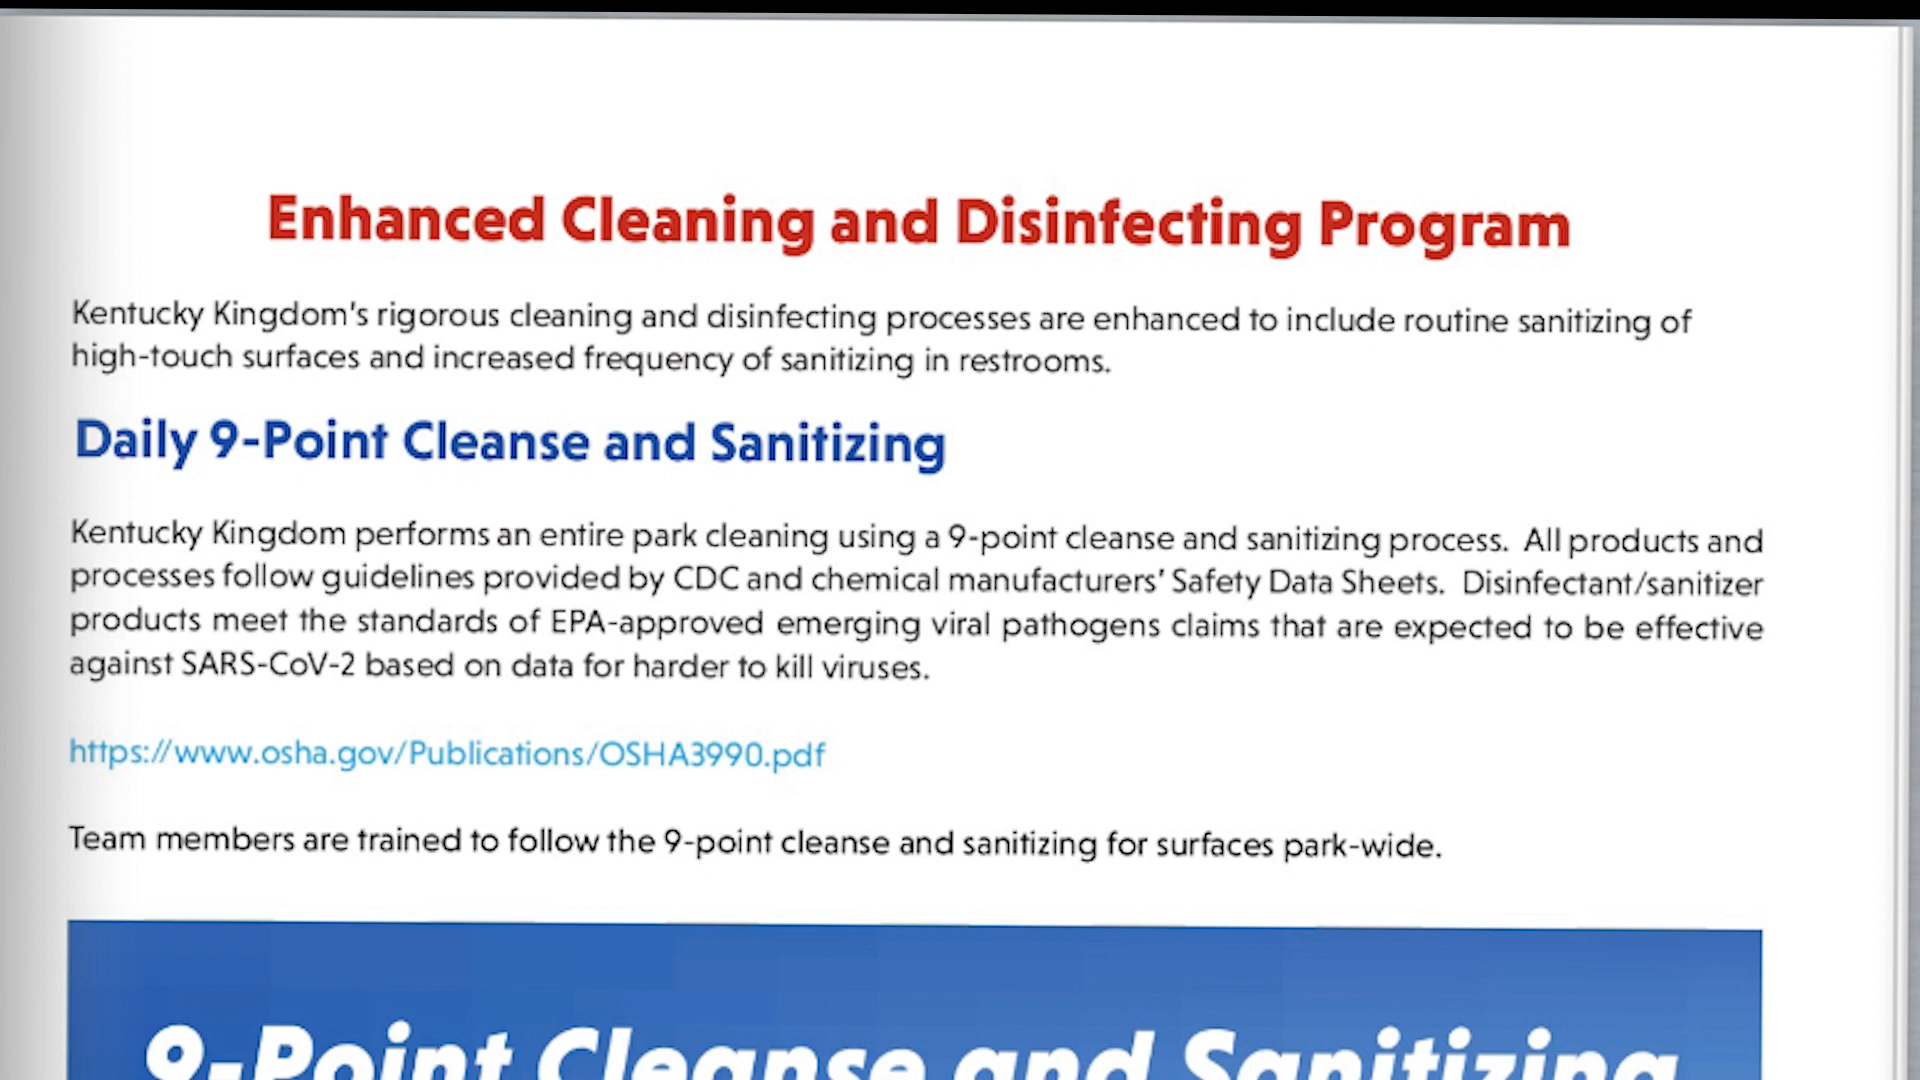 Enhanced Cleaning and Disinfecting Program
Kentucky Kingdom's rigorous cleaning and disinfecting processes are enhanced to include routine sanitizing of
high-touch surfaces and increased frequency of sanitizing in restrooms.
Daily 9-Point Cleanse and Sanitizing
Kentucky Kingdom performs an entire park cleaning using a 9-point cleanse and sanitizing process.  All products and
processes follow guidelines provided by CDC and chemical manufacturers' Safety Data Sheets.  Disinfectant/sanitizer
products meet the standards of EPA-approved emerging viral pathogens claims that are expected to be effective
against SARS-CoV-2 based on data for harder to kill viruses.
https://www.osha.gov/Publications/OSHA3990.pdf
Team members are trained to follow the 9-point cleanse and sanitizing for surfaces park-wide.
9-Point Cleanse and Sanitizing